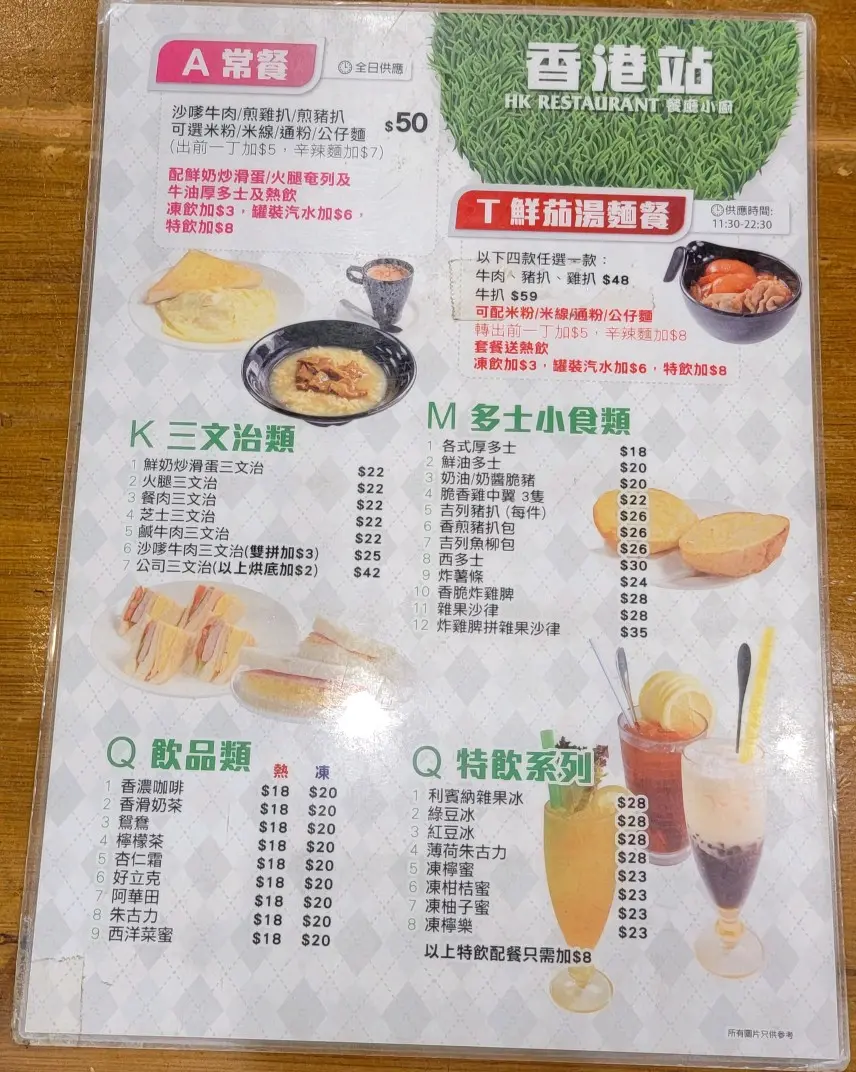 A 常餐
全日供應
沙嗲牛肉/煎雞扒/煎豬扒
可選米粉/米線/通粉/公仔麵 $50
(出前一丁加$5，辛辣麵加$7)
配鮮奶炒滑蛋/火腿奄列及
牛油厚多士及熱飲
凍飲加$3，罐裝汽水加$6，
特飲加$8
香港站
HK RESTAURANT 餐廳小廚
T 鮮茄湯麵餐
供應時間:
11:30-22:30
以下四款任選一款：
牛肉、豬扒、雞扒 $48
牛扒 $59
可配米粉/米線/通粉/公仔麵
轉出前一丁加$5，辛辣麵加$8
套餐送熱飲
凍飲加$3，罐裝汽水加$6，特飲加$8
K 三文治類
1 鮮奶炒滑蛋三文治 $22
2 火腿三文治 $22
3 餐肉三文治 $22
4 芝士三文治 $22
5 鹹牛肉三文治 $22
6 沙嗲牛肉三文治(雙拼加$3) $25
7 公司三文治(以上烘底加$2) $42
M 多士小食類
1 各式厚多士 $18
2 鮮油多士 $20
3 奶油/奶醬脆豬 $20
4 脆香雞中翼 3隻 $22
5 吉列豬扒 (每件) $26
6 香煎豬扒包 $26
7 吉列魚柳包 $26
8 西多士 $30
9 炸薯條 $24
10 香脆炸雞脾 $28
11 雜果沙律 $28
12 炸雞脾拼雜果沙律 $35
Q 飲品類 熱 凍
1 香濃咖啡 $18 $20
2 香滑奶茶 $18 $20
3 鴛鴦 $18 $20
4 檸檬茶 $18 $20
5 杏仁霜 $18 $20
6 好立克 $18 $20
7 阿華田 $18 $20
8 朱古力 $18 $20
9 西洋菜蜜 $18 $20
Q 特飲系列
1 利賓納雜果冰 $28
2 綠豆冰 $28
3 紅豆冰 $28
4 薄荷朱古力 $28
5 凍檸蜜 $23
6 凍柑桔蜜 $23
7 凍柚子蜜 $23
8 凍檸樂 $23
以上特飲配餐只需加$8
所有圖片只供參考